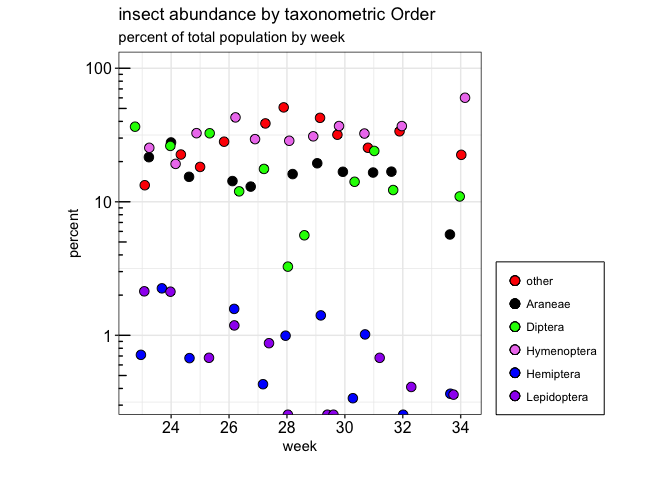 insect abundance by taxonometric Order
percent of total population by week
100
10
1
percent
24 26 28 30 32 34
week
other
Araneae
Diptera
Hymenoptera
Hemiptera
Lepidoptera